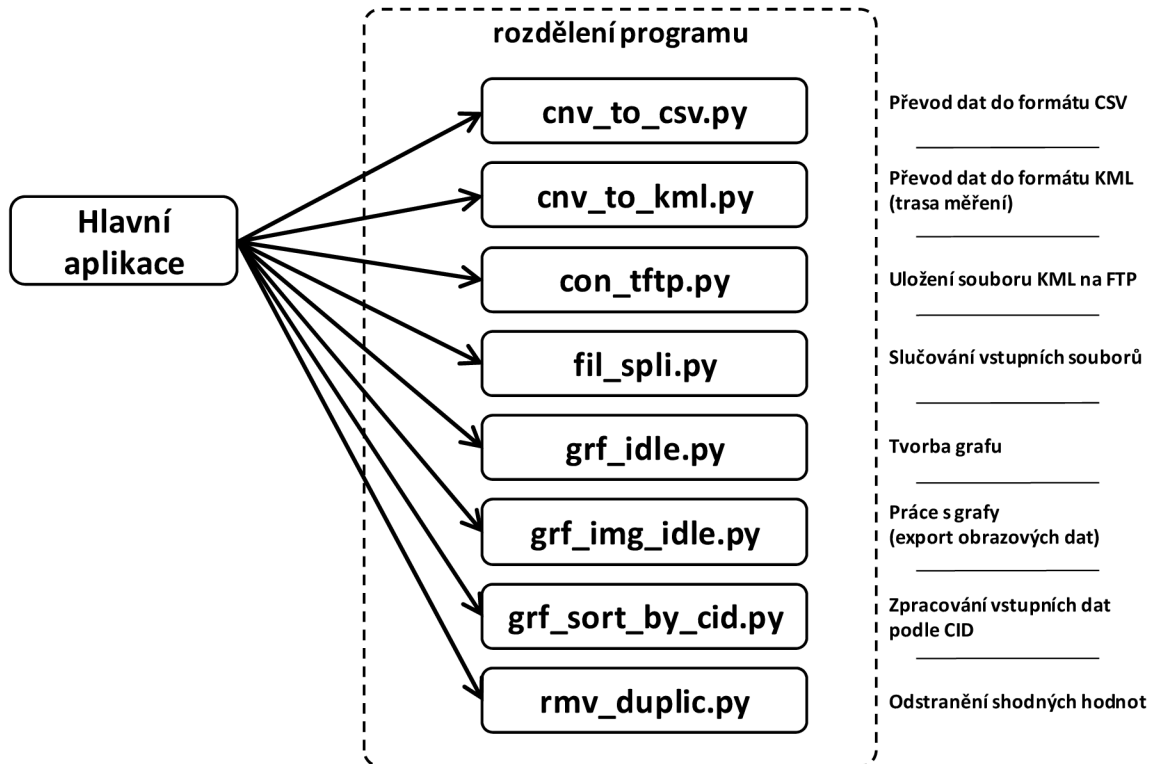 rozdělení programu
Hlavní
aplikace
cnv_to_csv.py
Převod dat do formátu CSV
cnv_to_kml.py
Převod dat do formátu KML
(trasa měření)
con_tftp.py
Uložení souboru KML na FTP
fil_spli.py
Slučování vstupních souborů
grf_idle.py
Tvorba grafu
grf_img_idle.py
Práce s grafy
(export obrazových dat)
grf_sort_by_cid.py
Zpracování vstupních dat
podle CID
rmv_duplic.py
Odstranění shodných hodnot